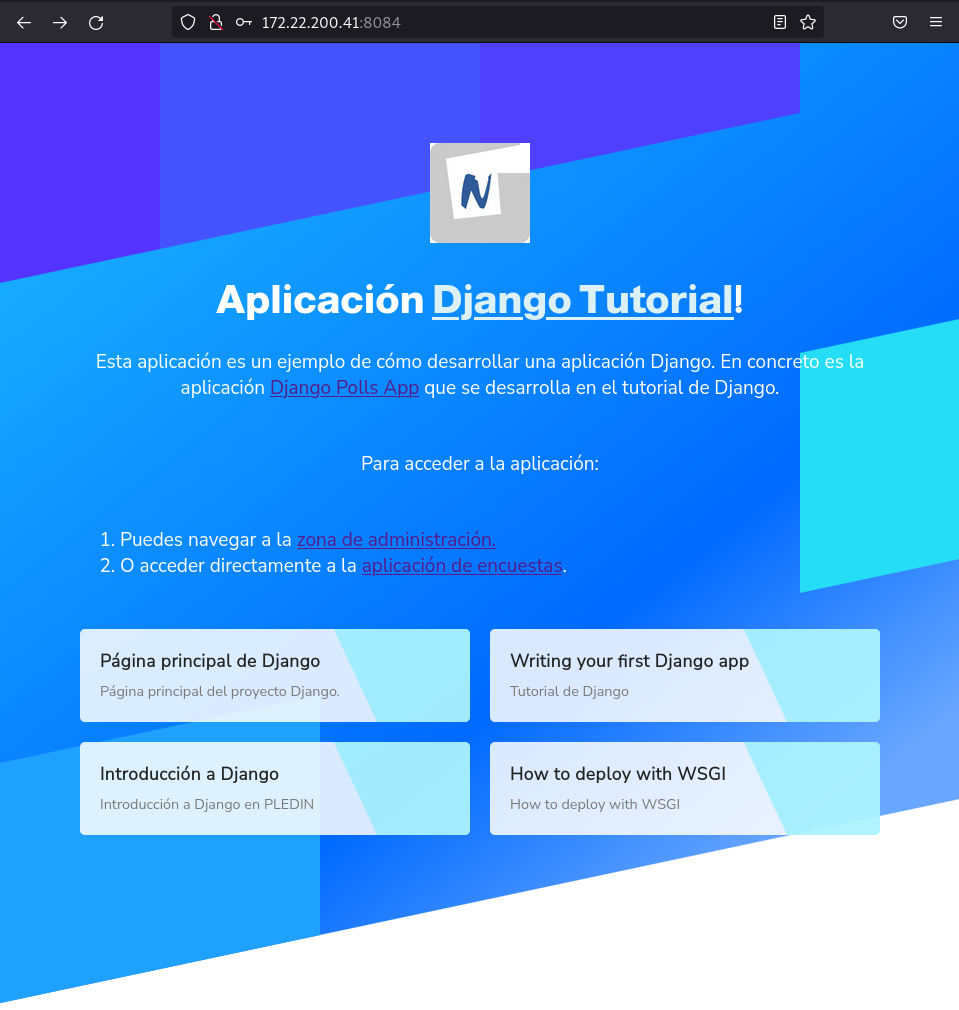 172.22.200.41:8084
N
Aplicación Django Tutorial!
Esta aplicación es un ejemplo de cómo desarrollar una aplicación Django. En concreto es la
aplicación Django Polls App que se desarrolla en el tutorial de Django.
Para acceder a la aplicación:
1. Puedes navegar a la zona de administración.
2. O acceder directamente a la aplicación de encuestas.
Página principal de Django
Página principal del proyecto Django.
Writing your first Django app
Tutorial de Django
Introducción a Django
Introducción a Django en PLEDIN
How to deploy with WSGI
How to deploy with WSGI